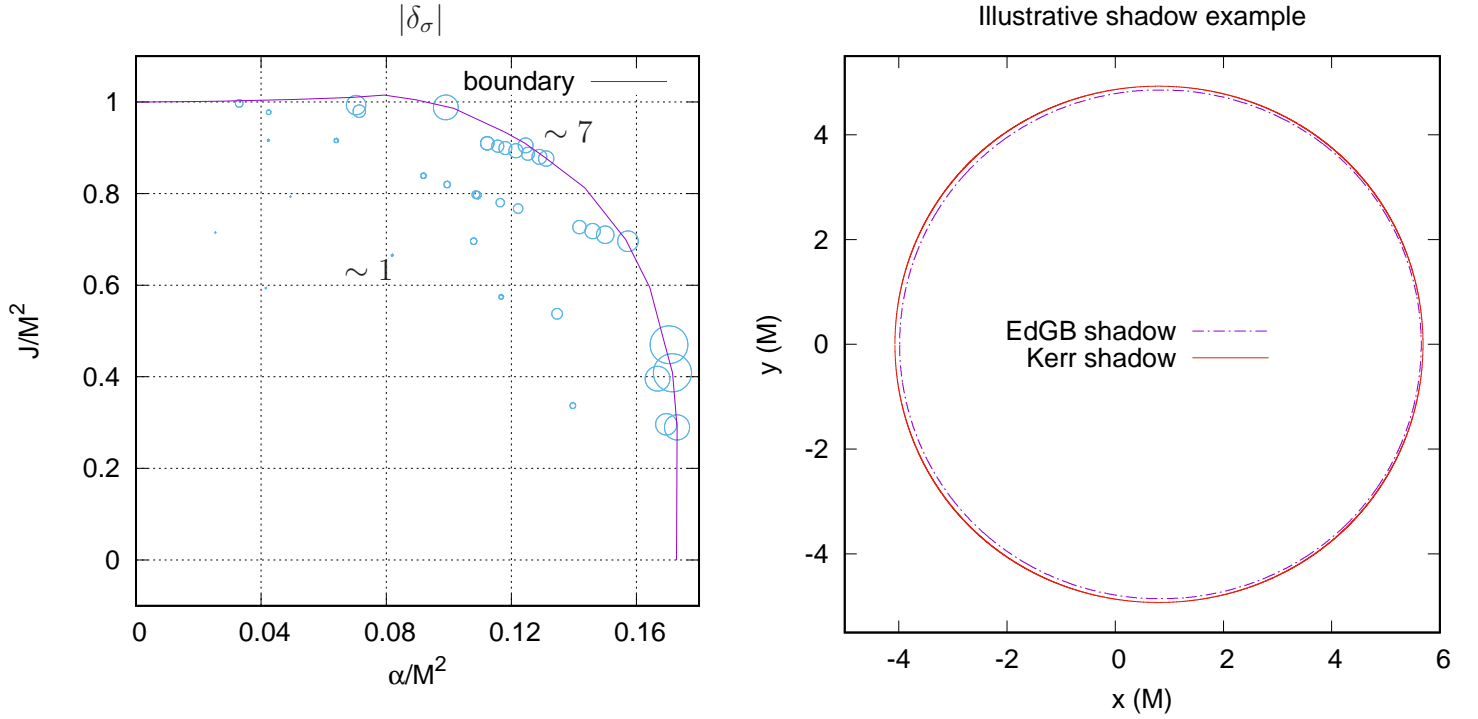 |δσ|
boundary
1
0.8
0.6
0.4
0.2
0
∼ 7
∼ 1
J/M²
0
0.04
0.08
0.12
0.16
α/M²
Illustrative shadow example
4
2
0
-2
-4
y (M)
EdGB shadow
Kerr shadow
-4
-2
0
2
4
6
x (M)